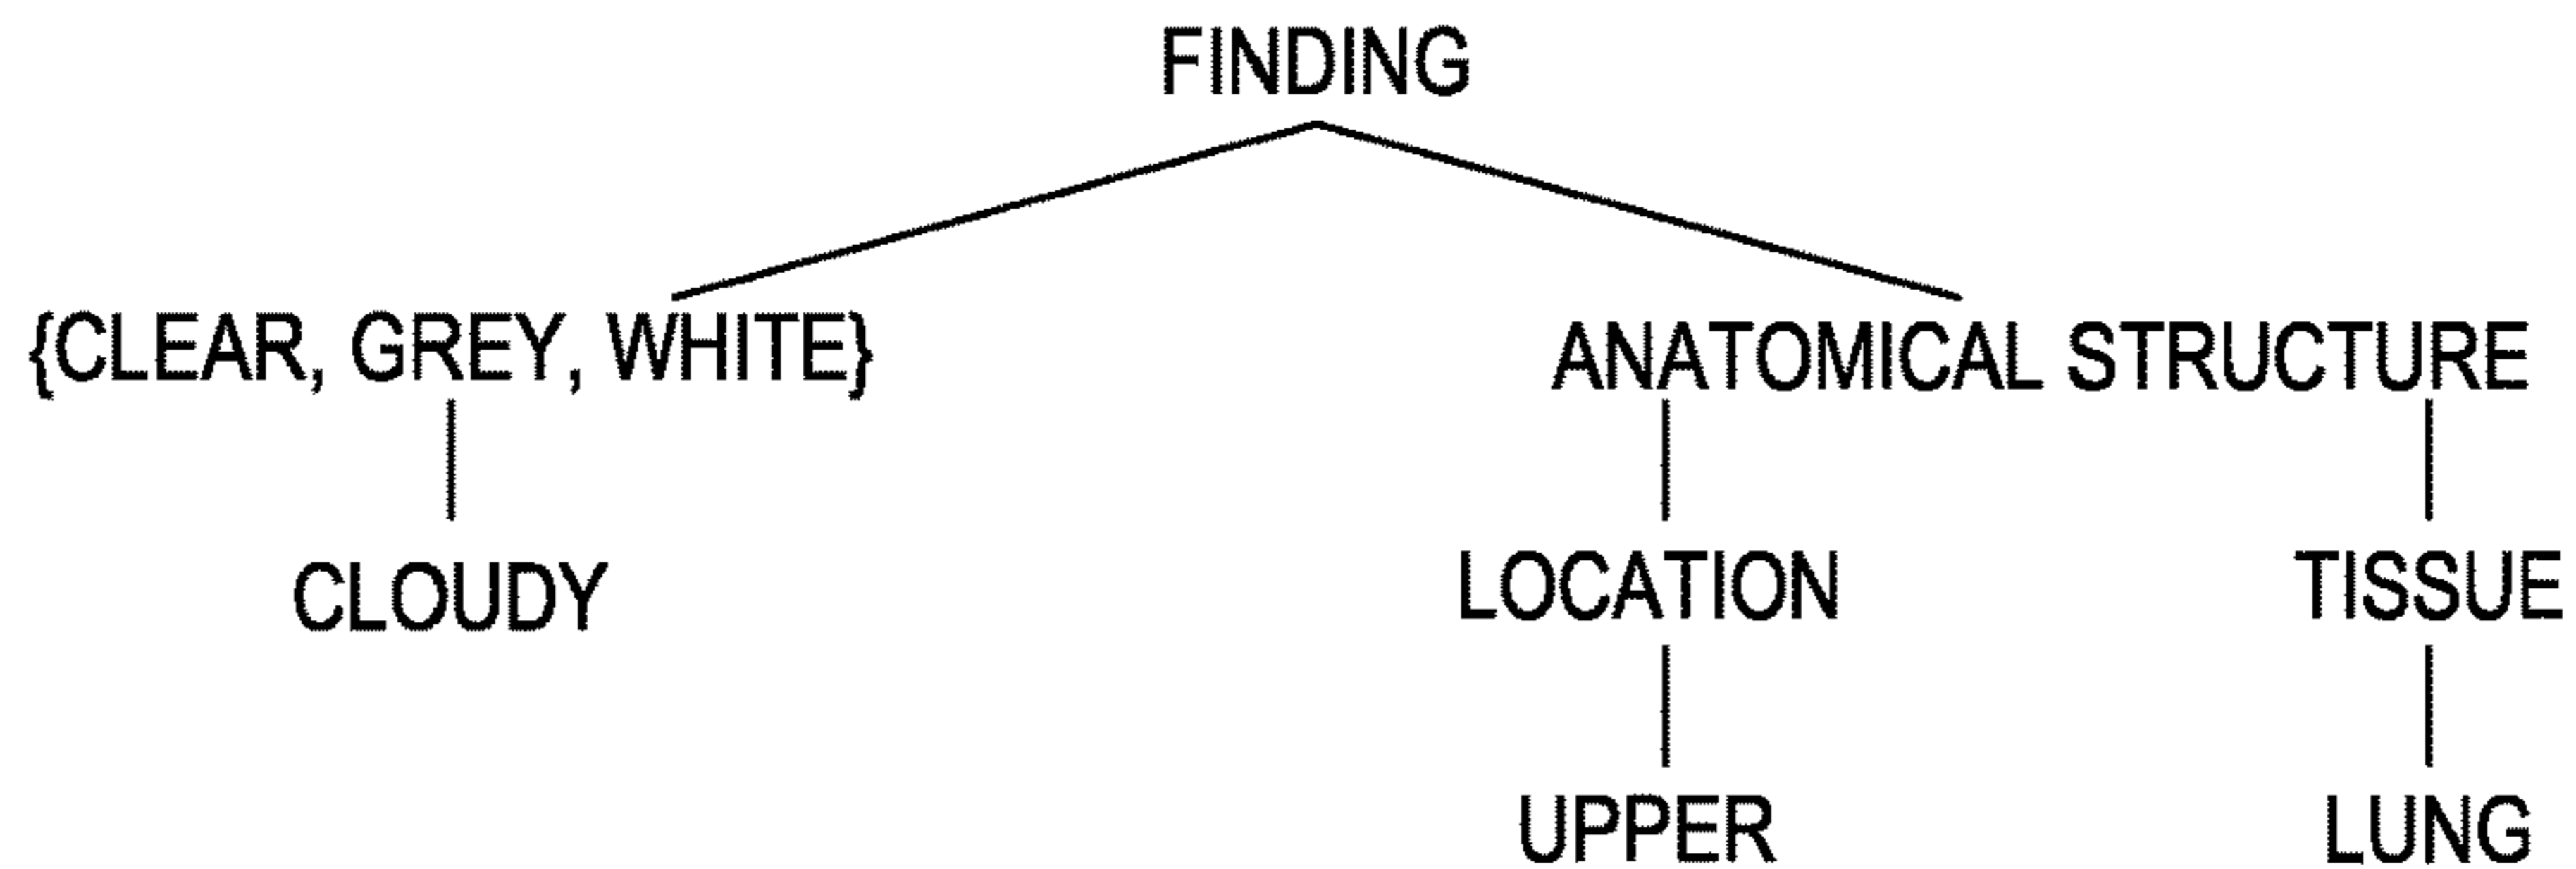 FINDING
{CLEAR, GREY, WHITE}
ANATOMICAL STRUCTURE
CLOUDY
LOCATION
TISSUE
UPPER
LUNG